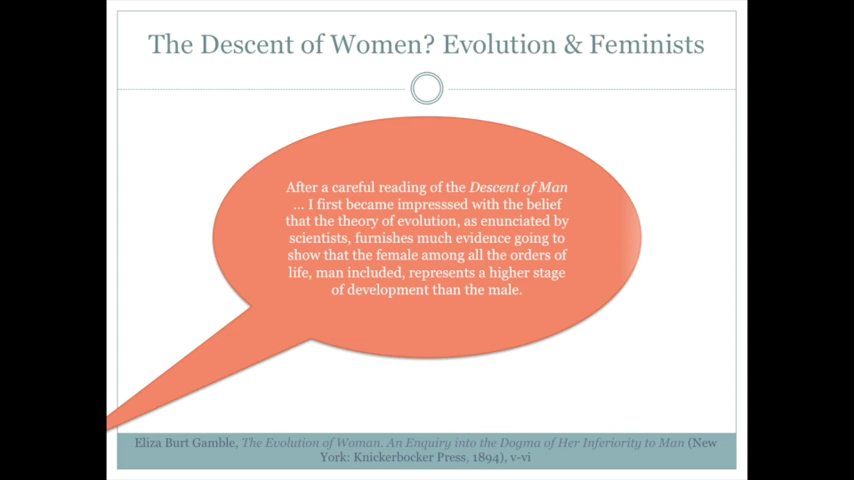 The Descent of Women? Evolution & Feminists
After a careful reading of the Descent of Man
... I first became impresssed with the belief
that the theory of evolution, as enunciated by
scientists, furnishes much evidence going to
show that the female among all the orders of
life, man included, represents a higher stage
of development than the male.
Eliza Burt Gamble, The Evolution of Woman. An Enquiry into the Dogma of Her Inferiority to Man (New
York: Knickerbocker Press, 1894), v-vi